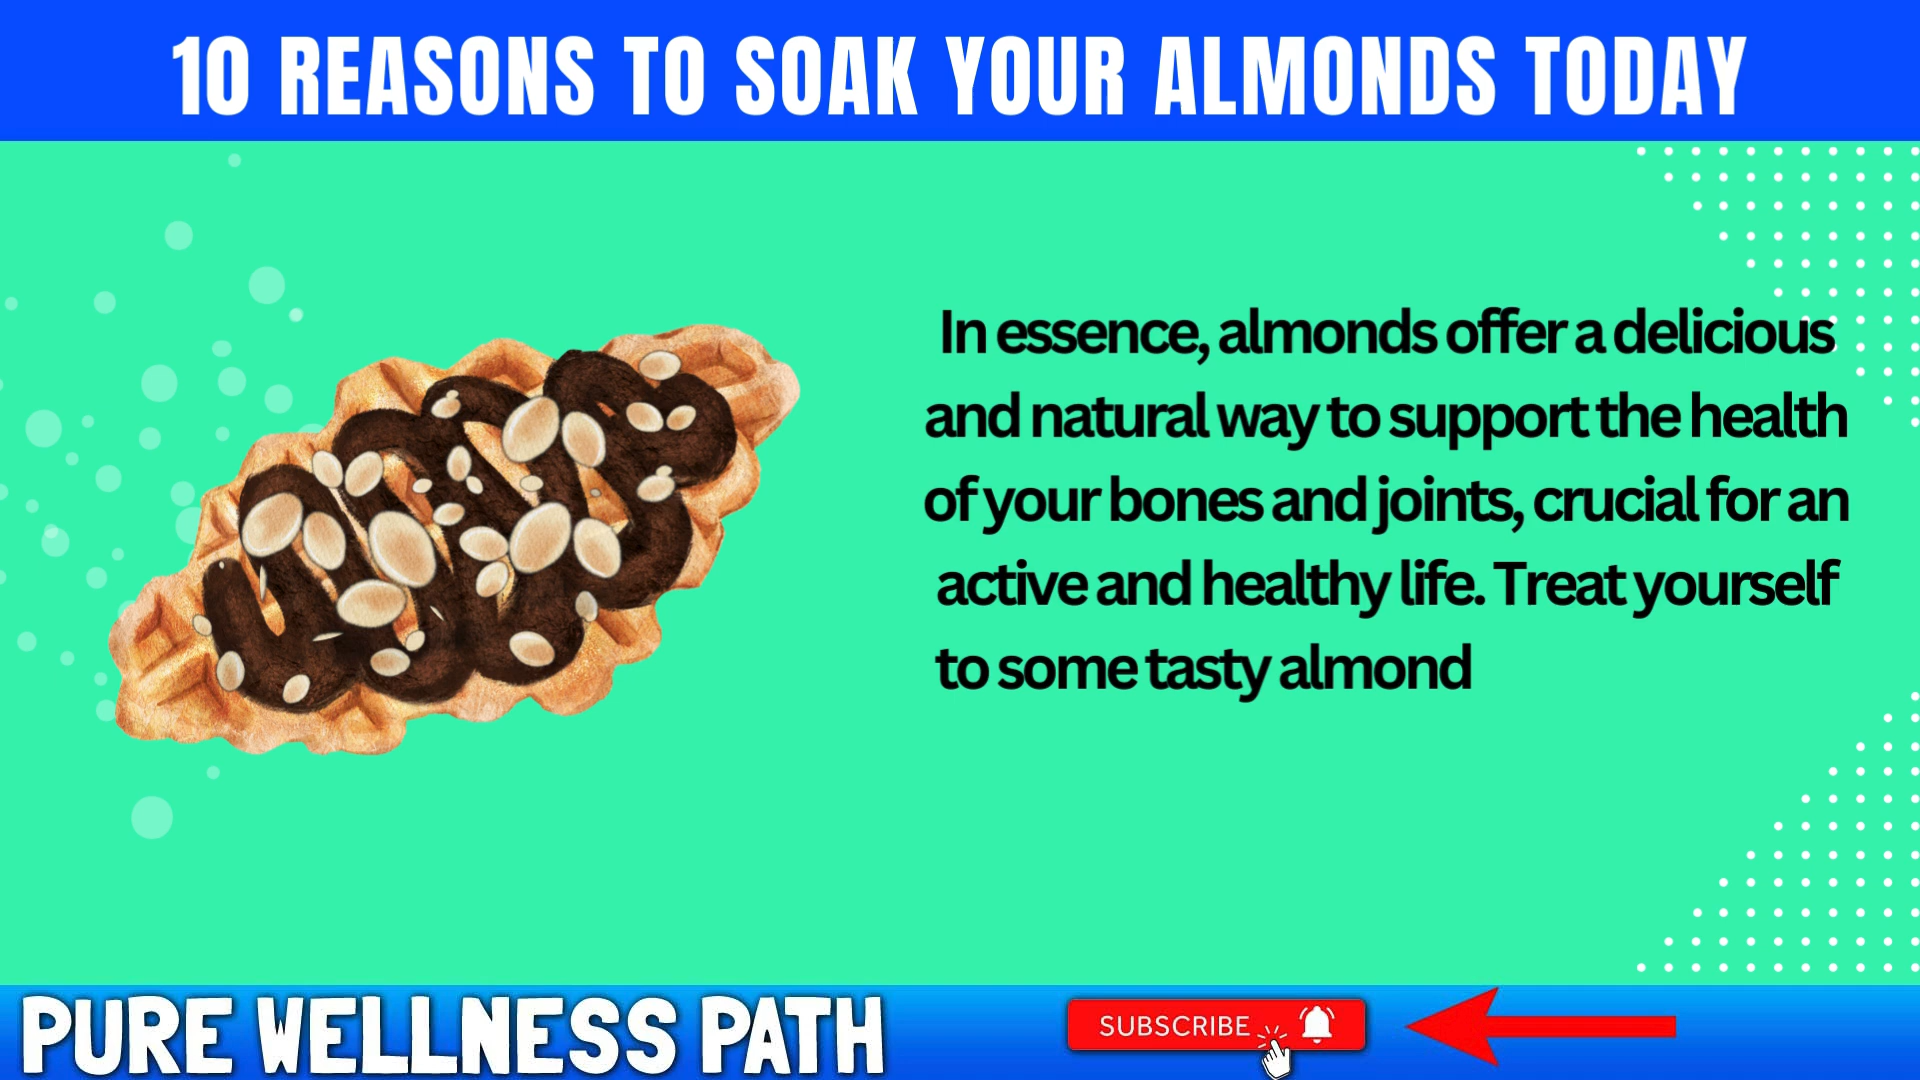 10 REASONS TO SOAK YOUR ALMONDS TODAY
In essence, almonds offer a delicious
and natural way to support the health
of your bones and joints, crucial for an
active and healthy life. Treat yourself
to some tasty almond
PURE WELLNESS PATH
SUBSCRIBE